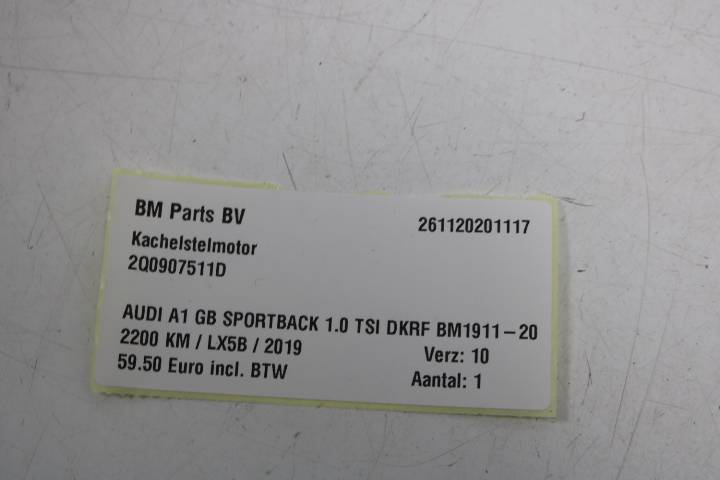 BM Parts BV 261120201117
Kachelstelmotor
2Q0907511D
AUDI A1 GB SPORTBACK 1.0 TSI DKRF BM1911-20
2200 KM / LX5B / 2019 Verz: 10
59.50 Euro incl. BTW Aantal: 1